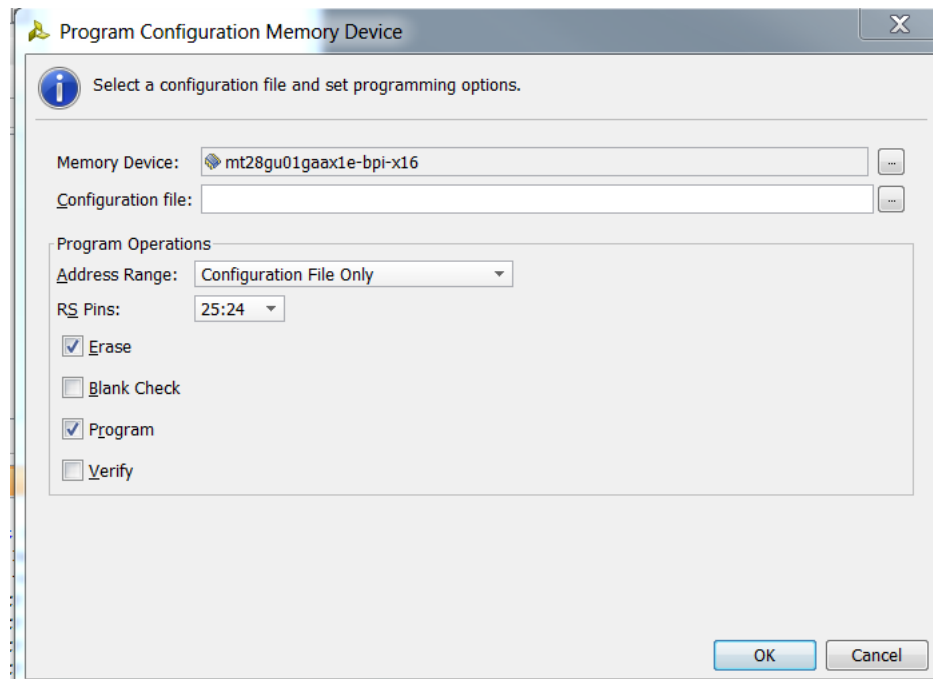 Program Configuration Memory Device
Select a configuration file and set programming options.
Memory Device: mt28gu01gaax1e-bpi-x16 ...
Configuration file: ...
Program Operations
Address Range: Configuration File Only
RS Pins: 25:24
Erase
Blank Check
Program
Verify
OK Cancel